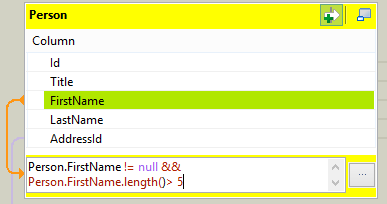 Person
Column
Id
Title
FirstName
LastName
AddressId
Person.FirstName != null &&
Person.FirstName.length()> 5
...